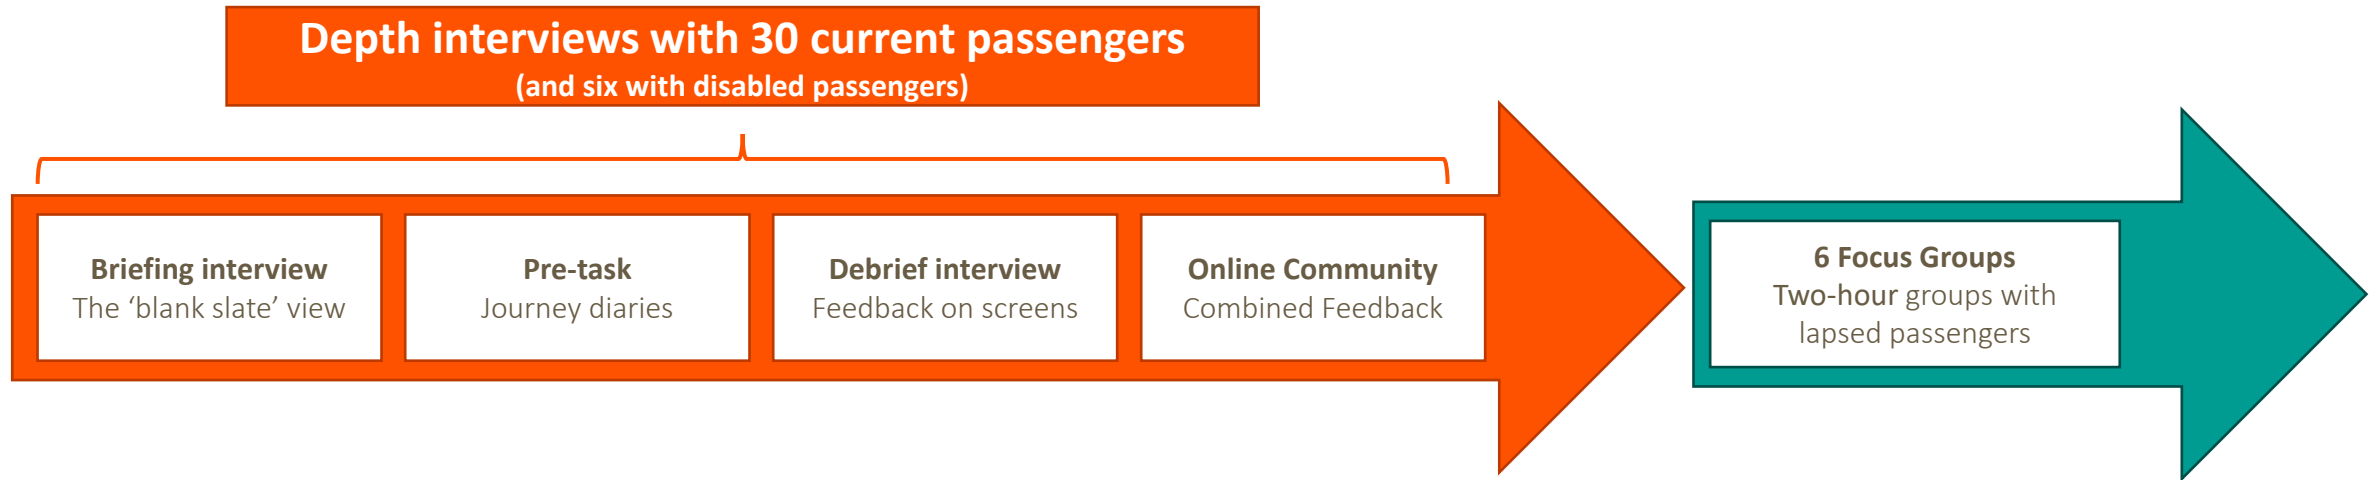 Depth interviews with 30 current passengers
(and six with disabled passengers)
Briefing interview
The ‘blank slate’ view
Pre-task
Journey diaries
Debrief interview
Feedback on screens
Online Community
Combined Feedback
6 Focus Groups
Two-hour groups with
lapsed passengers